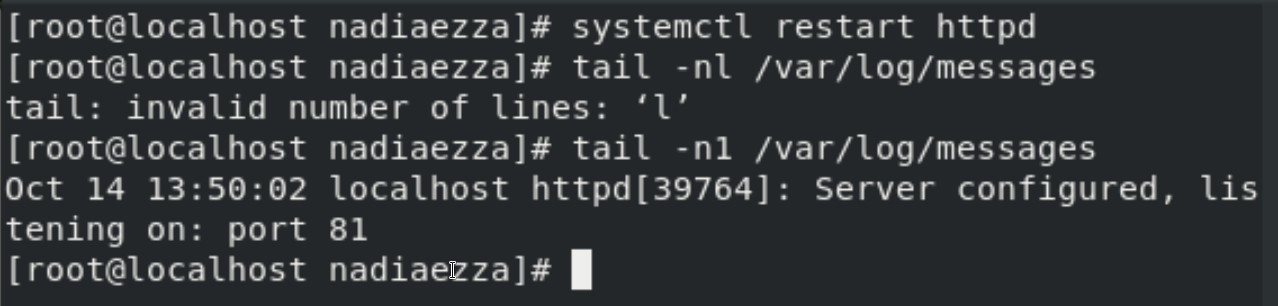 [root@localhost nadiaezza]# systemctl restart httpd
[root@localhost nadiaezza]# tail -nl /var/log/messages
tail: invalid number of lines: ‘l’
[root@localhost nadiaezza]# tail -n1 /var/log/messages
Oct 14 13:50:02 localhost httpd[39764]: Server configured, lis
tening on: port 81
[root@localhost nadiaezza]#